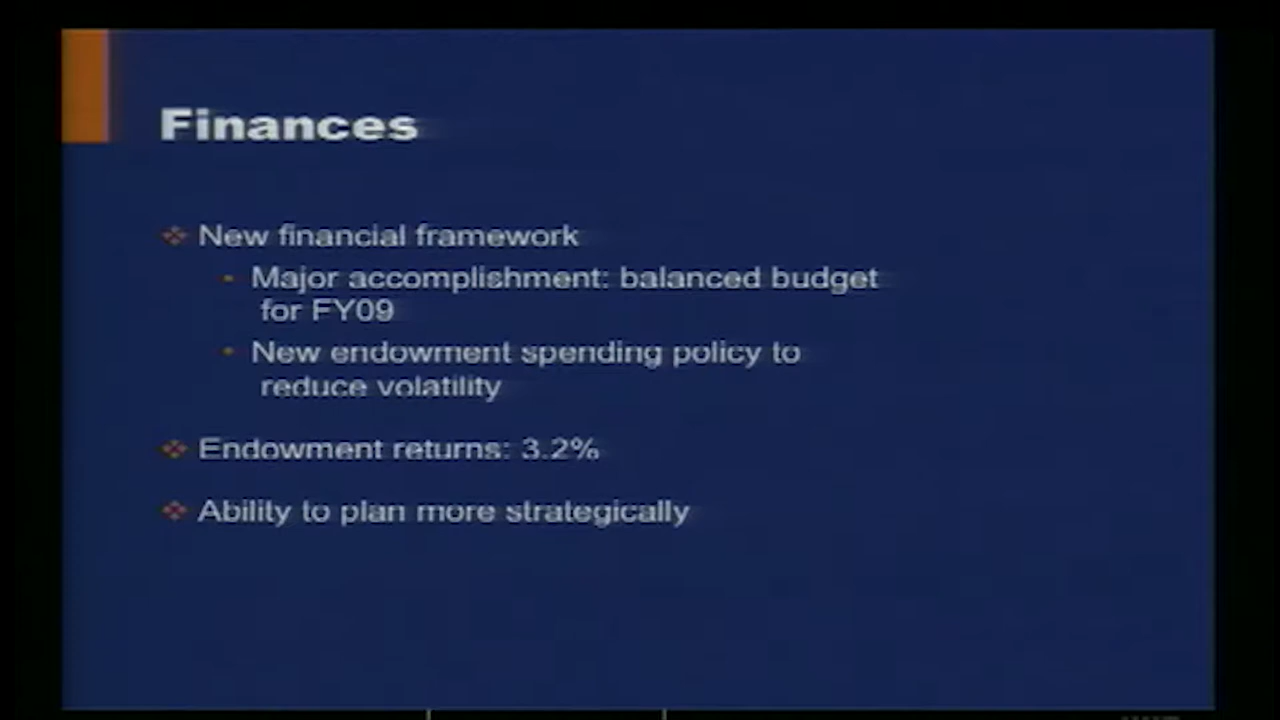 Finances
New financial framework
Major accomplishment: balanced budget
for FY09
New endowment spending policy to
reduce volatility
Endowment returns: 3.2%
Ability to plan more strategically